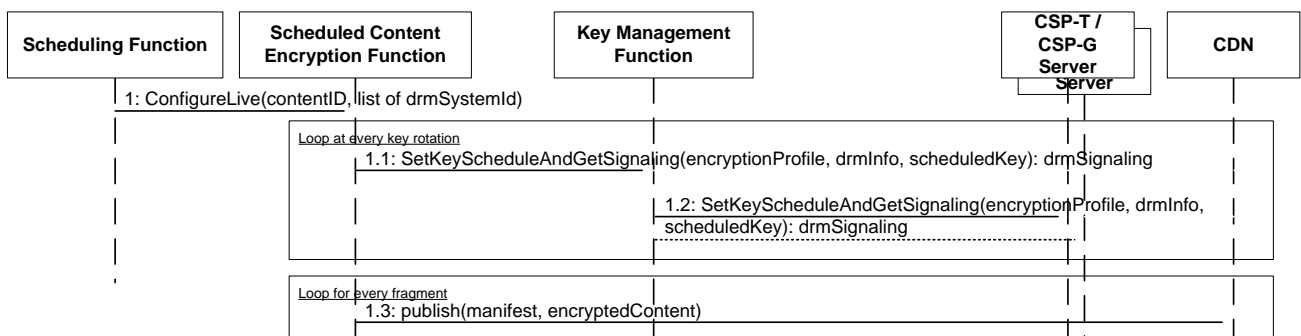 Scheduling Function
Scheduled Content
Encryption Function
Key Management
Function
CSP-T /
CSP-G
Server
Server
CDN
1: ConfigureLive(contentID, list of drmSystemId)
Loop at every key rotation
1.1: SetKeyScheduleAndGetSignaling(encryptionProfile, drmInfo, scheduledKey): drmSignaling
1.2: SetKeyScheduleAndGetSignaling(encryptionProfile, drmInfo,
scheduledKey): drmSignaling
Loop for every fragment
1.3: publish(manifest, encryptedContent)